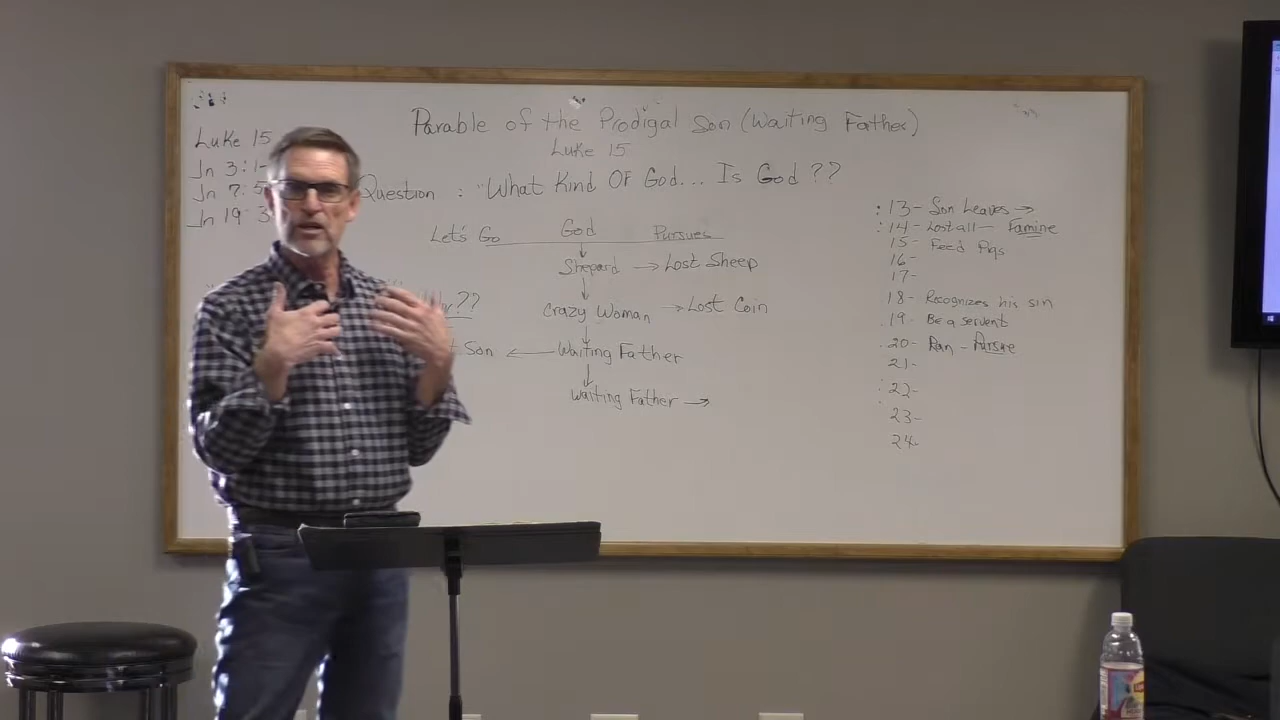 Parable of the Prodigal Son (Waiting Father)
Luke 15
Luke 15
Jn 3:1-
Jn 7:5
Jn 19:3
Question : "What Kind Of God... Is God ??
Let's Go God Pursues
Shepard → Lost Sheep
Crazy Woman → Lost Coin
Son ← Waiting Father
Waiting Father →
: 13- Son Leaves →
: 14- Lost all - Famine
15- Feed Pigs
16-
17-
18- Recognizes his sin
19- Be a servent
20- Ran - Pursue
21-
22-
23-
24-